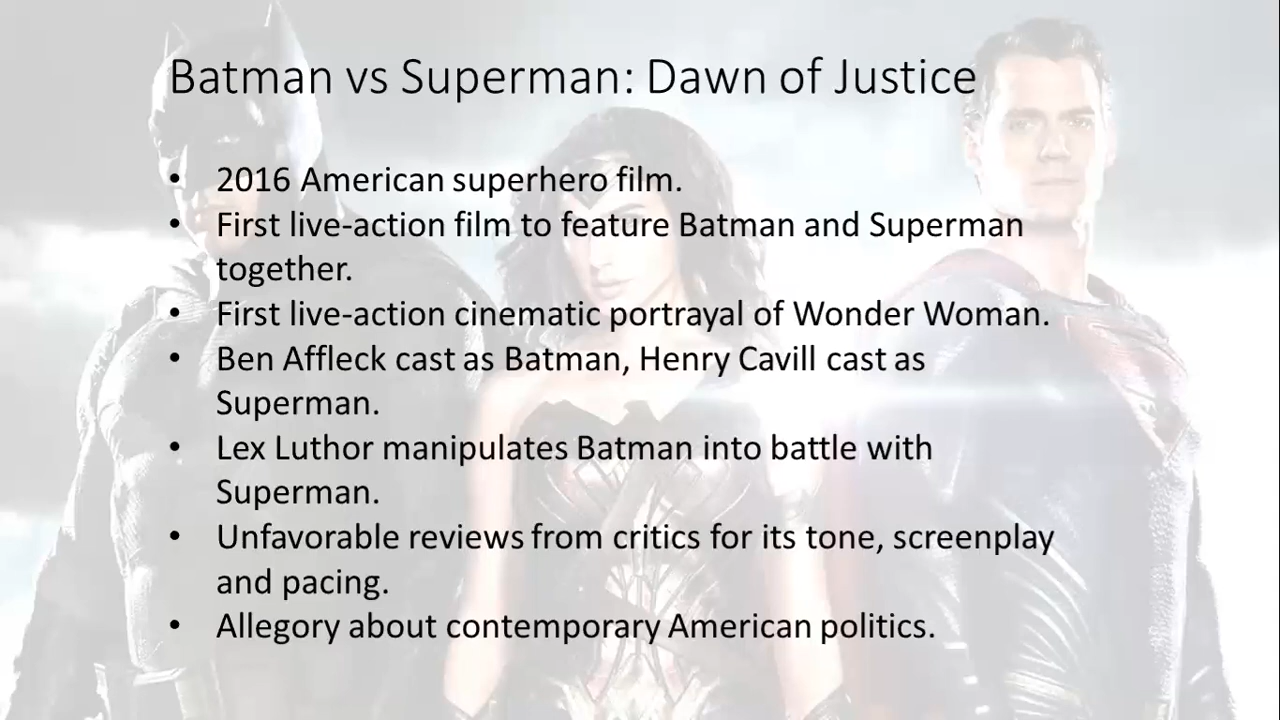 Batman vs Superman: Dawn of Justice
• 2016 American superhero film.
• First live-action film to feature Batman and Superman
together.
• First live-action cinematic portrayal of Wonder Woman.
• Ben Affleck cast as Batman, Henry Cavill cast as
Superman.
• Lex Luthor manipulates Batman into battle with
Superman.
• Unfavorable reviews from critics for its tone, screenplay
and pacing.
• Allegory about contemporary American politics.